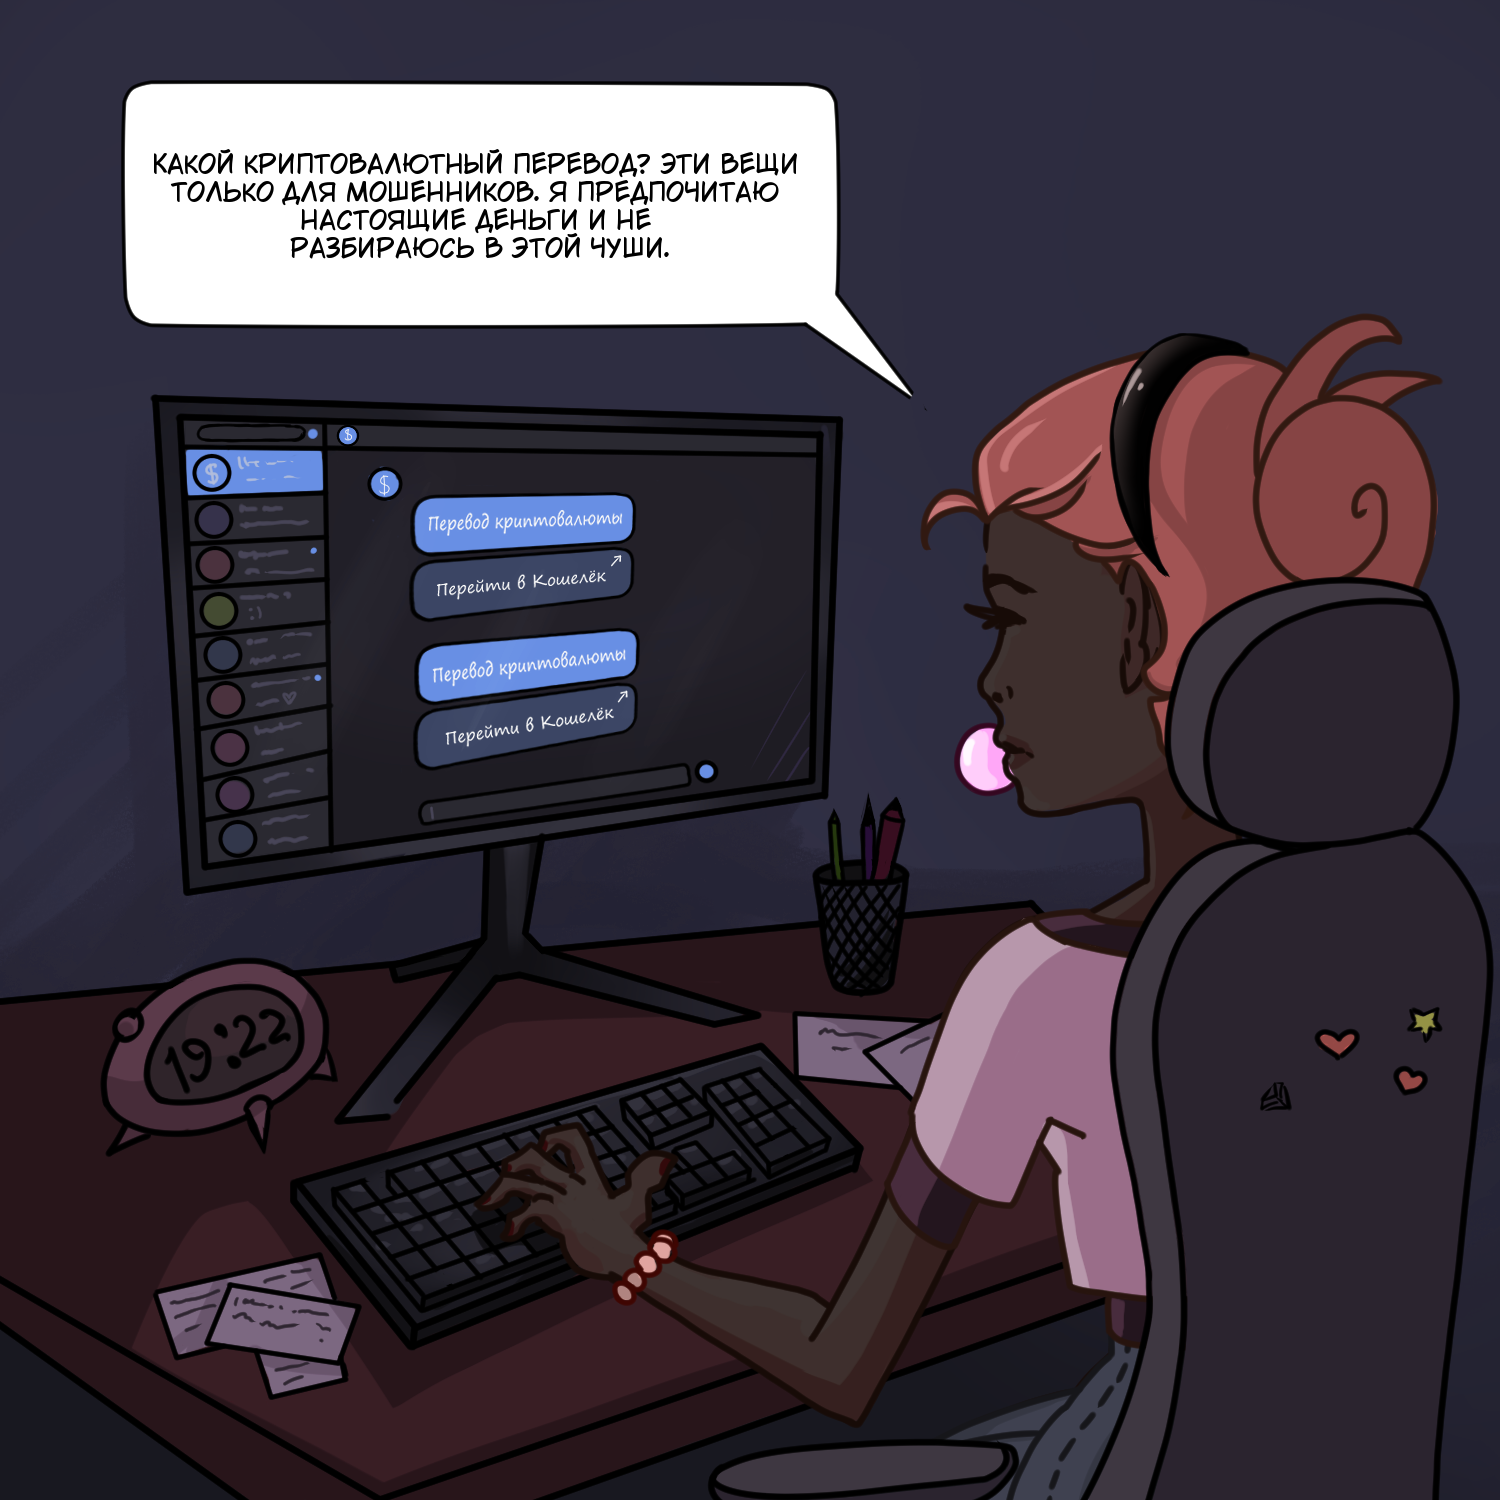 КАКОЙ КРИПТОВАЛЮТНЫЙ ПЕРЕВОД? ЭТИ ВЕЩИ
ТОЛЬКО ДЛЯ МОШЕННИКОВ. Я ПРЕДПОЧИТАЮ
НАСТОЯЩИЕ ДЕНЬГИ И НЕ
РАЗБИРАЮСЬ В ЭТОЙ ЧУШИ.
$
$
$
Перевод криптовалюты
Перейти в Кошелёк
:)
Перевод криптовалюты
Перейти в Кошелёк
19:22